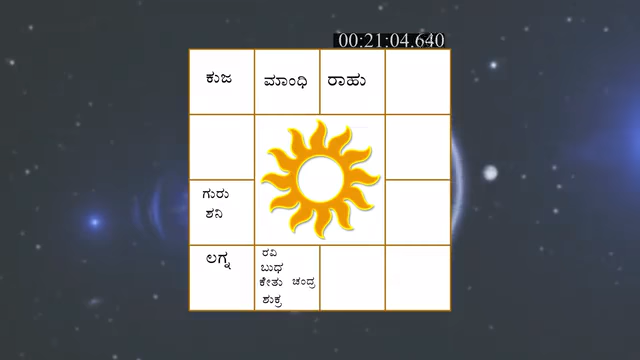 00:21:04.640
ಕುಜ
ಮಾಂಧಿ
ರಾಹು
ಗುರು
ಶನಿ
ಲಗ್ನ
ರವಿ
ಬುಧ
ಕೇತು ಚಂದ್ರ
ಶುಕ್ರ